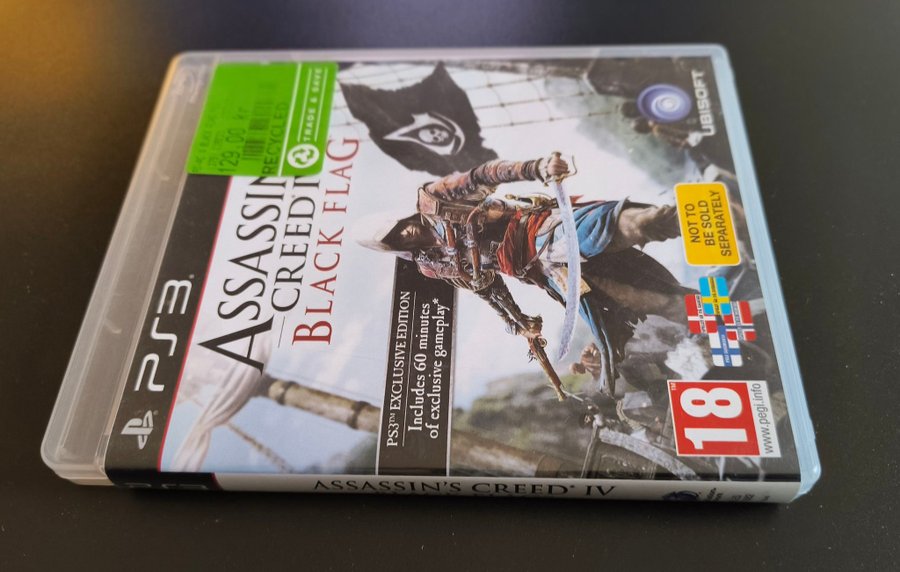 PS3
129.00 kr
RECYCLED
TRADE & SAVE
ASSASSIN
CREED
BLACK FLAG
PS3™ EXCLUSIVE EDITION
Includes 60 minutes
of exclusive gameplay*
UBISOFT
NOT TO
BE SOLD
SEPARATELY
18
www.pegi.info
ASSASSIN'S CREED® IV